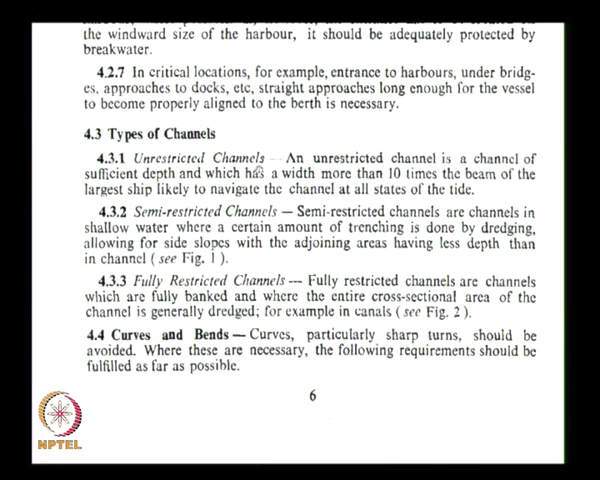 the windward size of the harbour, it should be adequately protected by
breakwater.
4.2.7 In critical locations, for example, entrance to harbours, under bridg-
es, approaches to docks, etc, straight approaches long enough for the vessel
to become properly aligned to the berth is necessary.
4.3 Types of Channels
4.3.1 Unrestricted Channels — An unrestricted channel is a channel of
sufficient depth and which has a width more than 10 times the beam of the
largest ship likely to navigate the channel at all states of the tide.
4.3.2 Semi-restricted Channels — Semi-restricted channels are channels in
shallow water where a certain amount of trenching is done by dredging,
allowing for side slopes with the adjoining areas having less depth than
in channel ( see Fig. 1 ).
4.3.3 Fully Restricted Channels — Fully restricted channels are channels
which are fully banked and where the entire cross-sectional area of the
channel is generally dredged; for example in canals ( see Fig. 2 ).
4.4 Curves and Bends — Curves, particularly sharp turns, should be
avoided. Where these are necessary, the following requirements should be
fulfilled as far as possible.
6
NPTEL